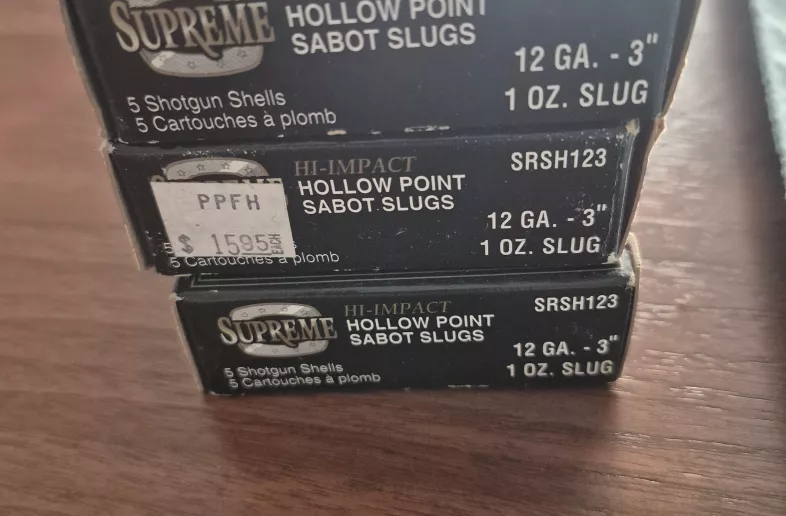 SUPREME
HOLLOW POINT
SABOT SLUGS
12 GA. - 3"
1 OZ. SLUG
5 Shotgun Shells
5 Cartouches à plomb
HI-IMPACT
HOLLOW POINT
SABOT SLUGS
SRSH123
12 GA. - 3"
1 OZ. SLUG
PPFH
$ 1595 EACH
5 Cartouches à plomb
SUPREME
HI-IMPACT
HOLLOW POINT
SABOT SLUGS
SRSH123
12 GA. - 3"
1 OZ. SLUG
5 Shotgun Shells
5 Cartouches à plomb